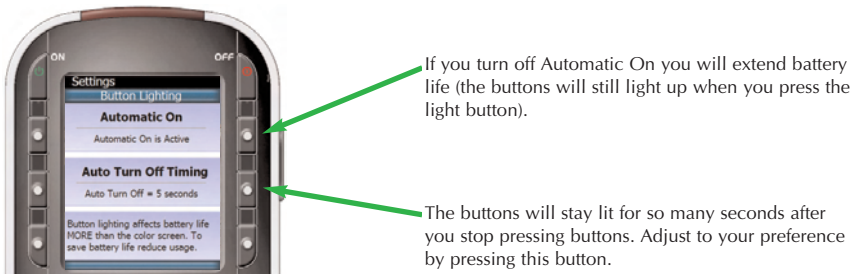 ON
OFF
Settings
Button Lighting
Automatic On
Automatic On is Active
Auto Turn Off Timing
Auto Turn Off = 5 seconds
Button lighting affects battery life
MORE than the color screen. To
save battery life reduce usage.
If you turn off Automatic On you will extend battery
life (the buttons will still light up when you press the
light button).
The buttons will stay lit for so many seconds after
you stop pressing buttons. Adjust to your preference
by pressing this button.